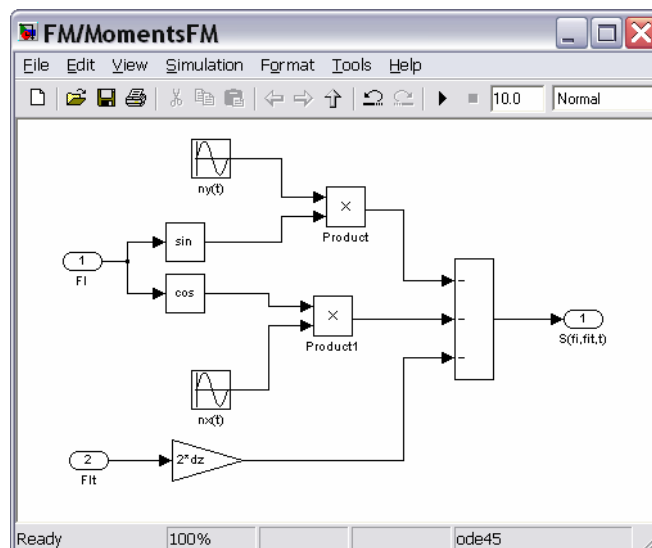 FM/MomentsFM
File Edit View Simulation Format Tools Help
10.0 Normal
ny(t)
×
Product
sin
1
FI
cos
×
Product1
1
S(fi,fit,t)
nx(t)
2
FIt
2*dz
Ready 100% ode45